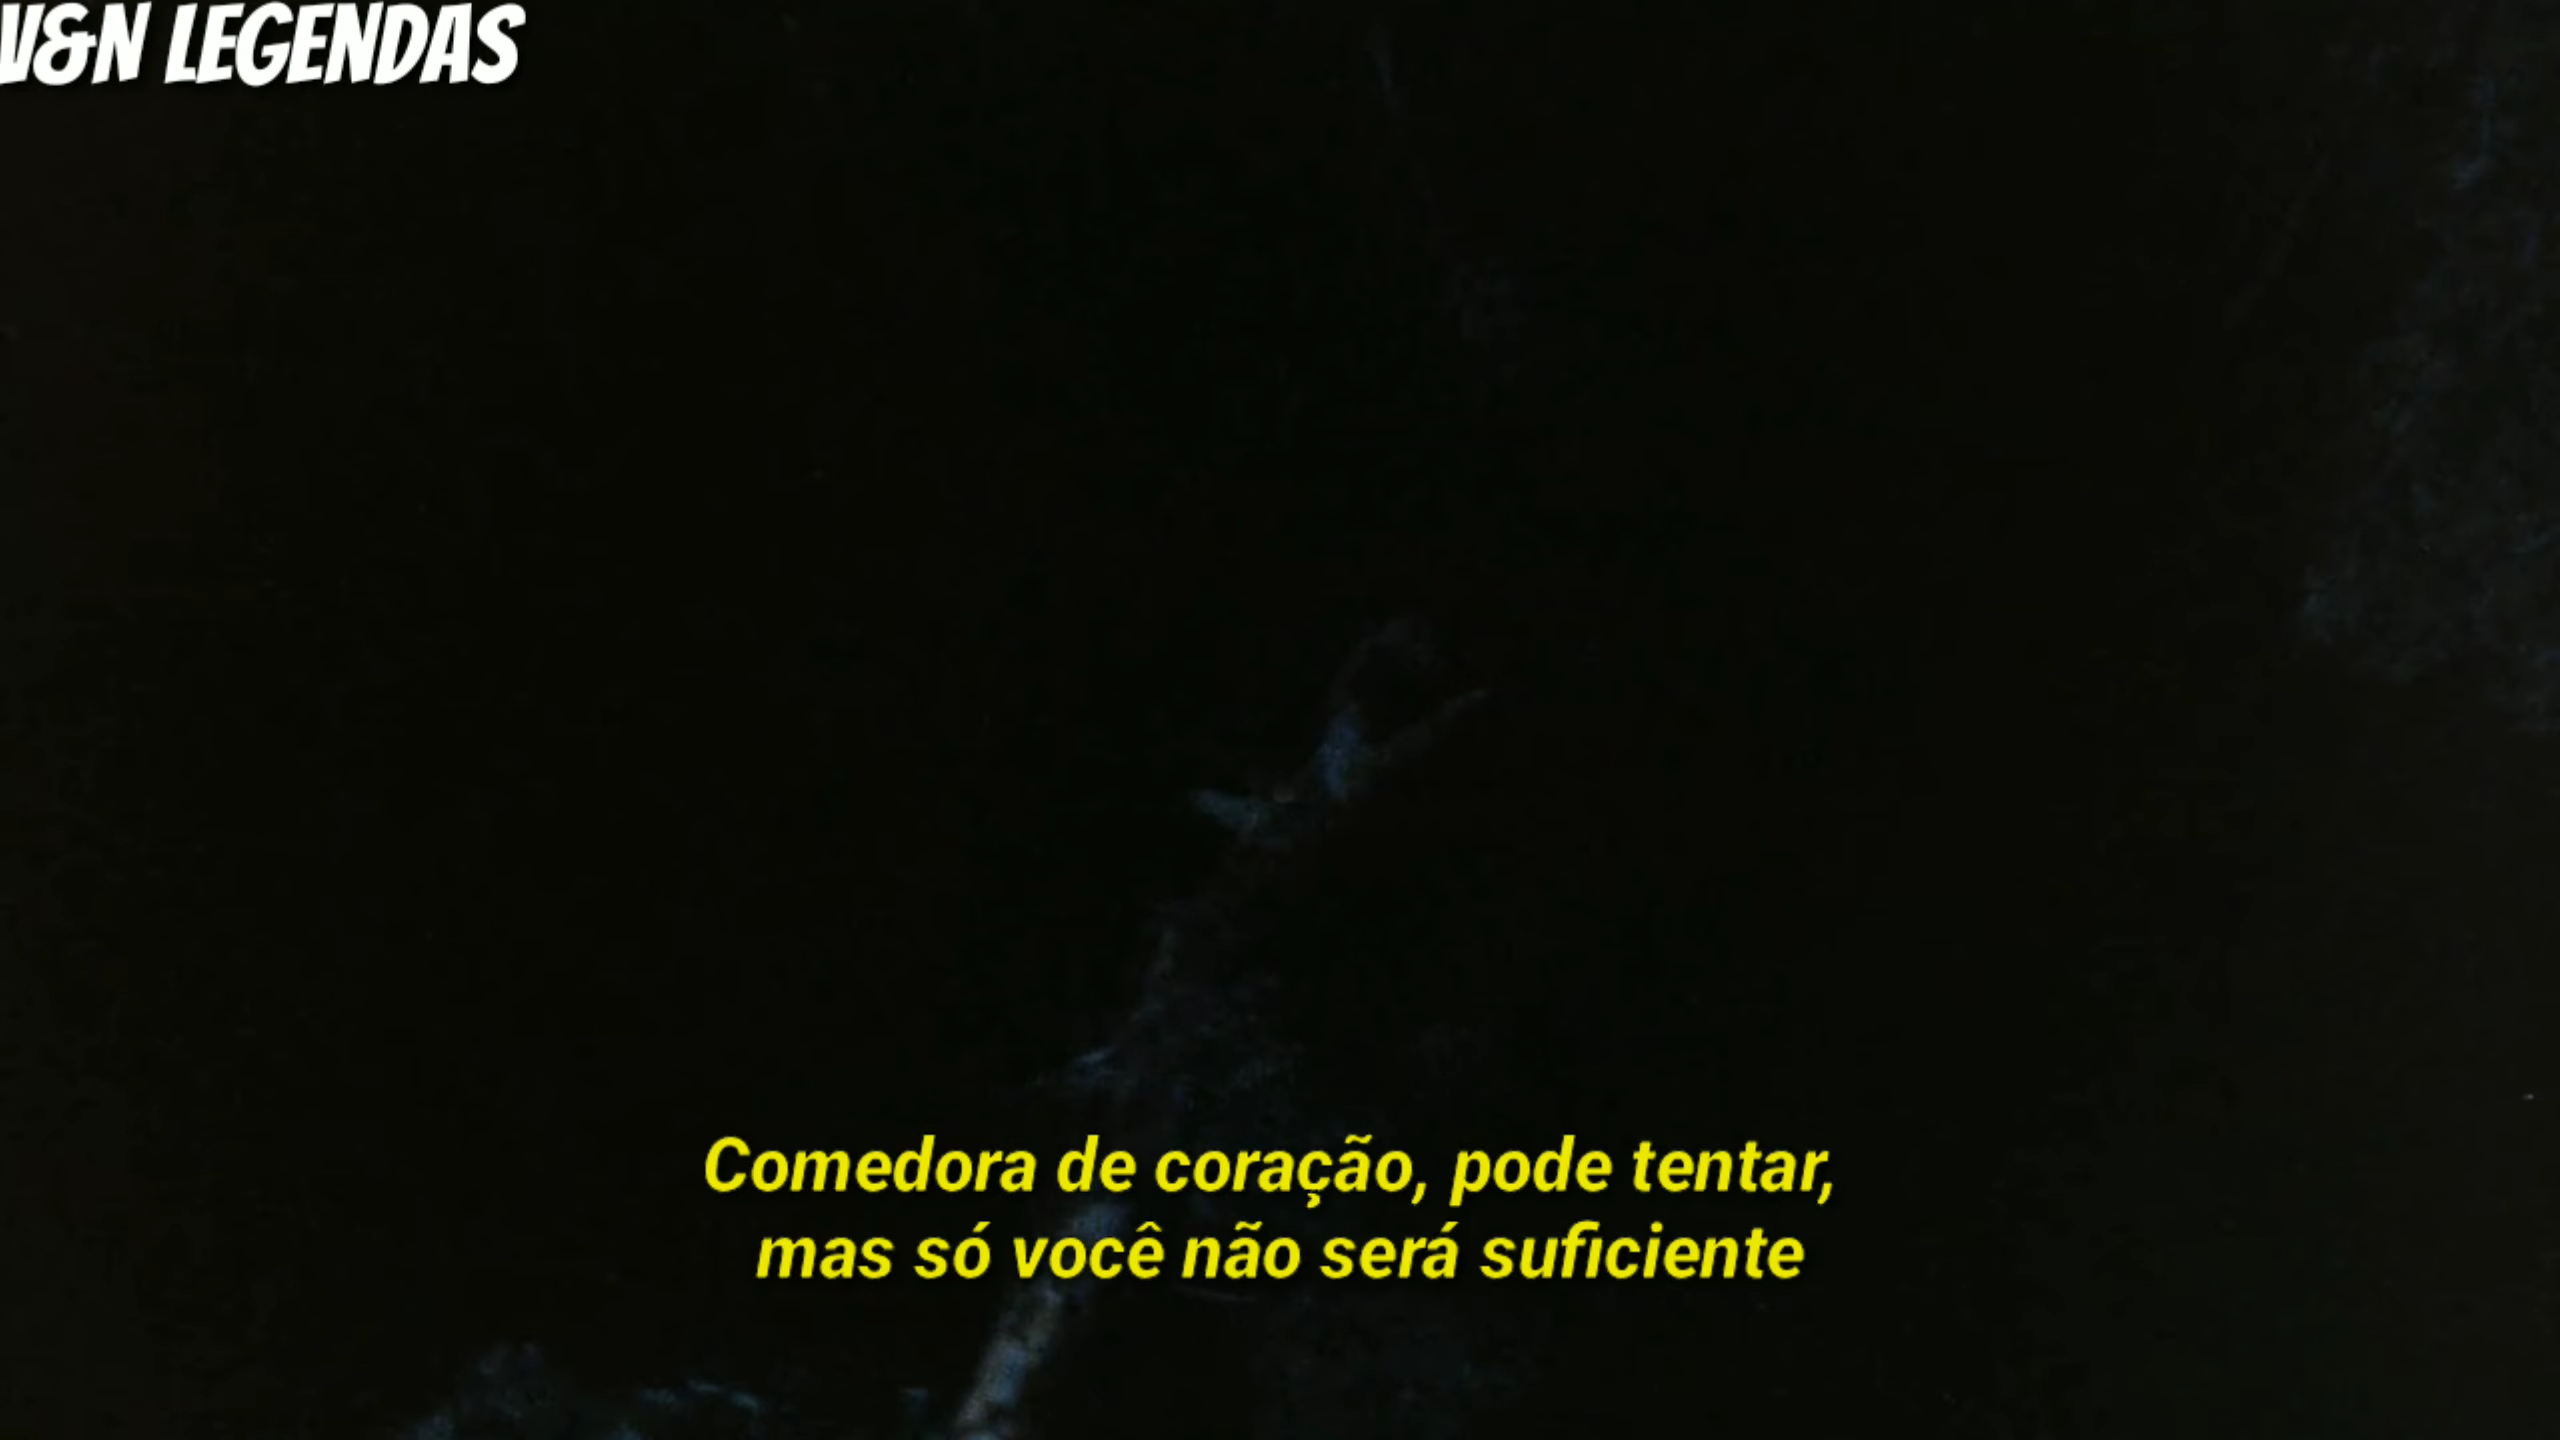 V&N LEGENDAS
Comedora de coração, pode tentar,
mas só você não será suficiente